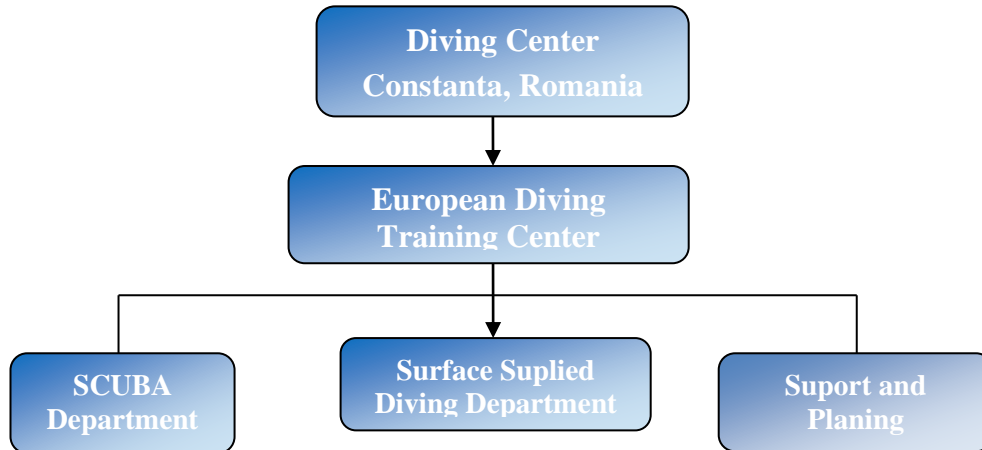 Diving Center
Constanta, Romania
European Diving
Training Center
SCUBA
Department
Surface Suplied
Diving Department
Suport and
Planing